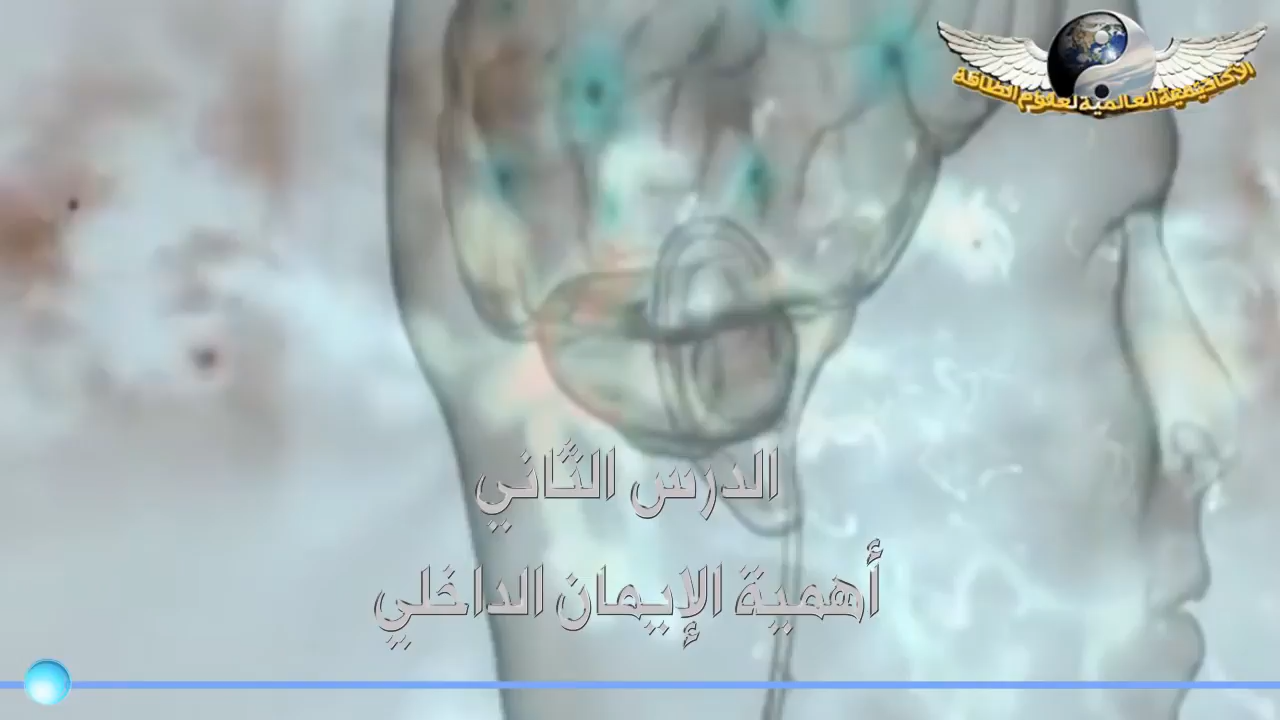 الأكاديمية العالمية لعلوم الطاقة
الدرس الثاني
أهمية الإيمان الداخلي